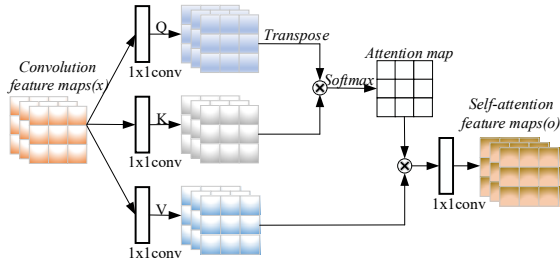 Q
Transpose
1x1conv
Convolution
feature maps(x)
Attention map
Softmax
K
1x1conv
Self-attention
feature maps(o)
V
1x1conv
1x1conv